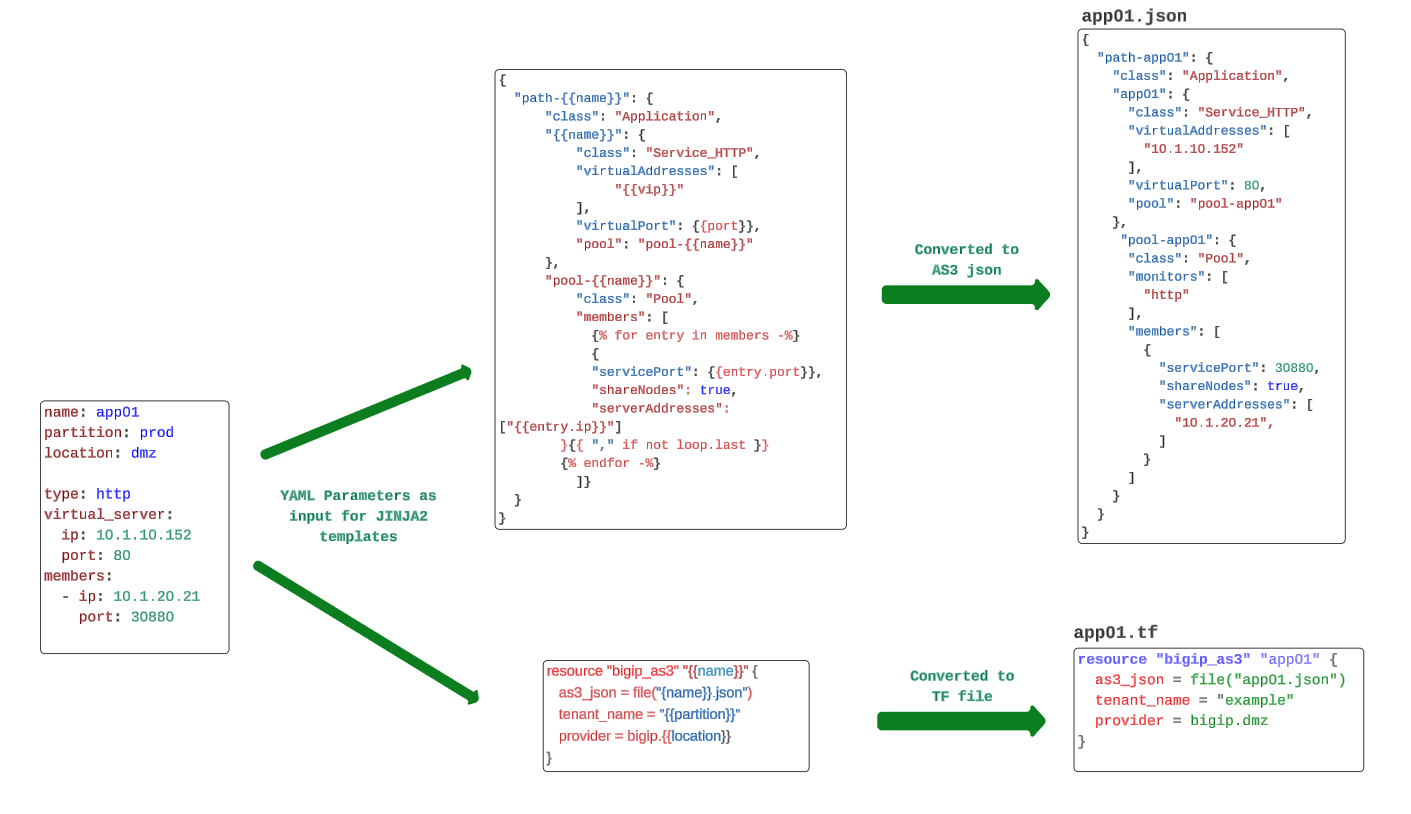 name: app01
partition: prod
location: dmz
type: http
virtual_server:
  ip: 10.1.10.152
  port: 80
members:
  - ip: 10.1.20.21
    port: 30880
YAML Parameters as
input for JINJA2
templates
{
  "path-{{name}}": {
      "class": "Application",
      "{{name}}": {
          "class": "Service_HTTP",
          "virtualAddresses": [
               "{{vip}}"
          ],
          "virtualPort": {{port}},
          "pool": "pool-{{name}}"
      },
      "pool-{{name}}": {
          "class": "Pool",
          "members": [
            {% for entry in members -%}
            {
            "servicePort": {{entry.port}},
            "shareNodes": true,
            "serverAddresses":
["{{entry.ip}}"]
        }{{ "," if not loop.last }}
        {% endfor -%}
          ]}
  }
}
Converted to
AS3 json
app01.json
{
  "path-app01": {
    "class": "Application",
    "app01": {
      "class": "Service_HTTP",
      "virtualAddresses": [
        "10.1.10.152"
      ],
      "virtualPort": 80,
      "pool": "pool-app01"
    },
     "pool-app01": {
      "class": "Pool",
      "monitors": [
        "http"
      ],
      "members": [
        {
          "servicePort": 30880,
          "shareNodes": true,
          "serverAddresses": [
            "10.1.20.21",
          ]
        }
      ]
    }
  }
}
resource "bigip_as3" "{{name}}" {
  as3_json = file("{name}}.json")
  tenant_name = "{{partition}}"
  provider = bigip.{{location}}
}
Converted to
TF file
app01.tf
resource "bigip_as3" "app01" {
  as3_json = file("app01.json")
  tenant_name = "example"
  provider = bigip.dmz
}